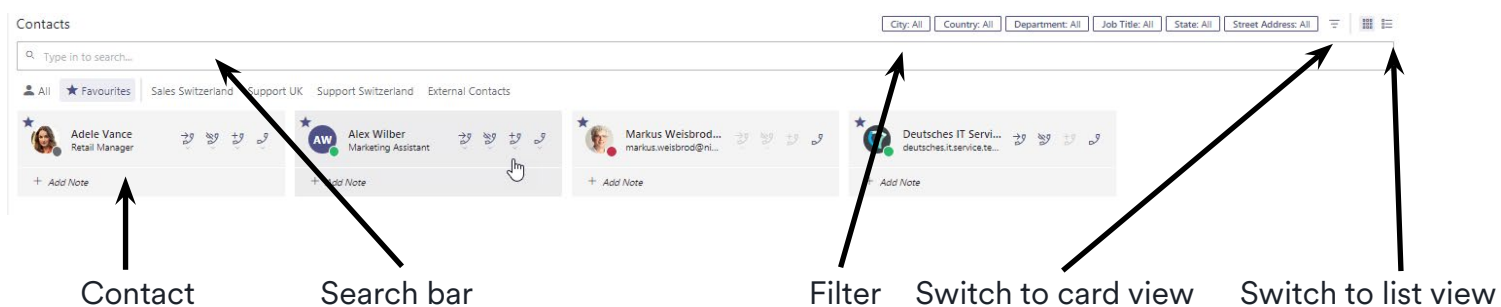 Contacts
City: All Country: All Department: All Job Title: All State: All Street Address: All
Type in to search...
All Favourites Sales Switzerland Support UK Support Switzerland External Contacts
Adele Vance
Retail Manager
AW
Alex Wilber
Marketing Assistant
Markus Weisbrod...
markus.weisbrod@ni...
Deutsches IT Servi...
deutsches.it.service.te...
+ Add Note
+ Add Note
+ Add Note
+ Add Note
Contact Search bar Filter Switch to card view Switch to list view